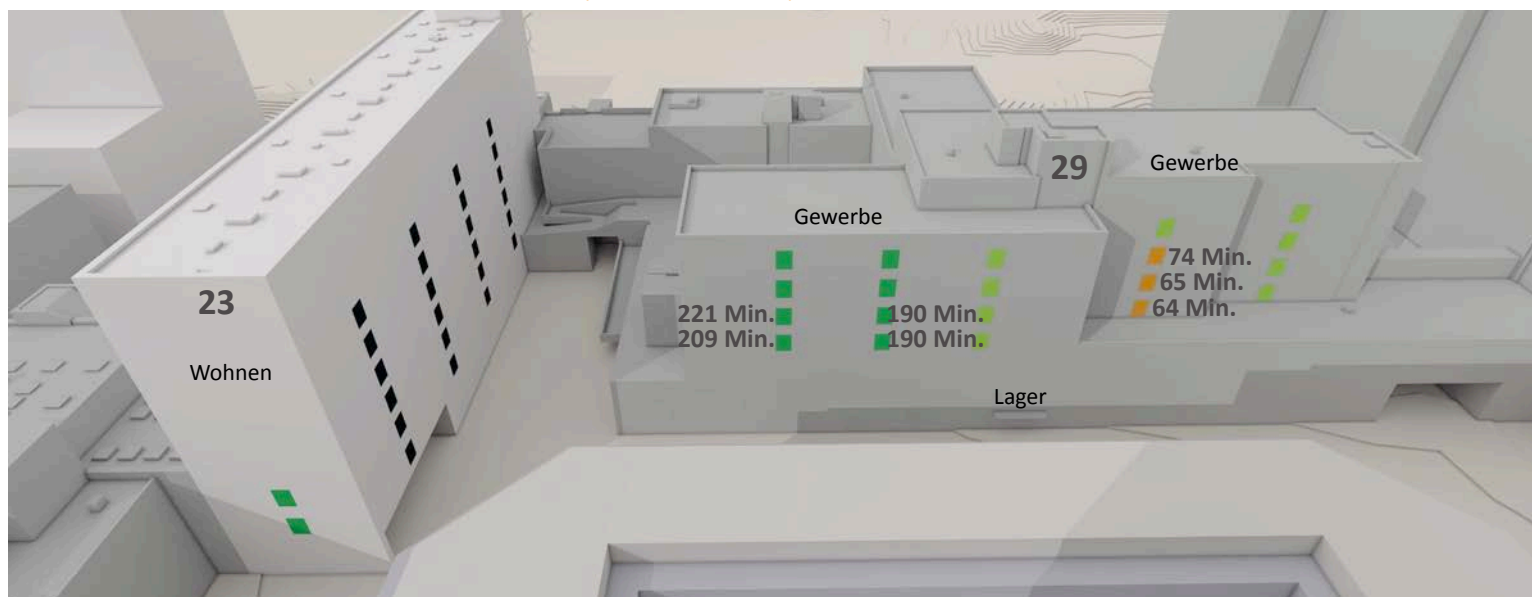 29
Gewerbe
Gewerbe
74 Min.
65 Min.
64 Min.
23
221 Min.
190 Min.
209 Min.
190 Min.
Wohnen
Lager